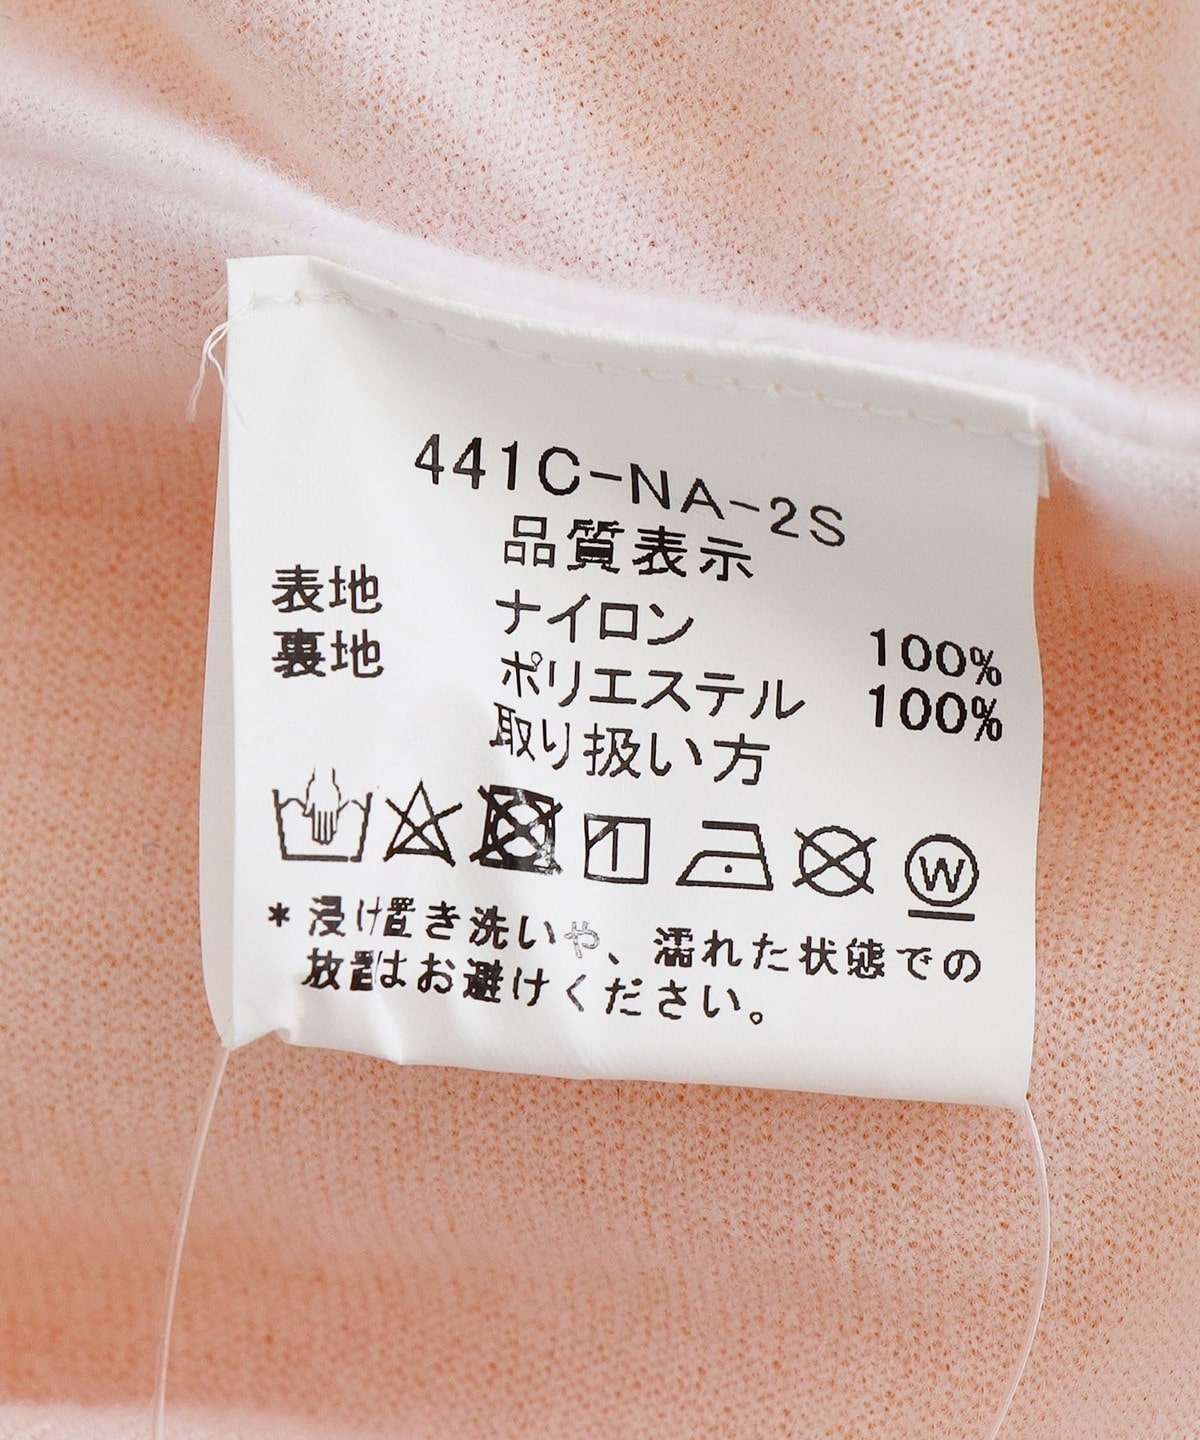 441C-NA-2S
品質表示
表地 ナイロン 100%
裏地 ポリエステル 100%
取り扱い方
W
* 浸け置き洗いや、濡れた状態での
放置はお避けください。